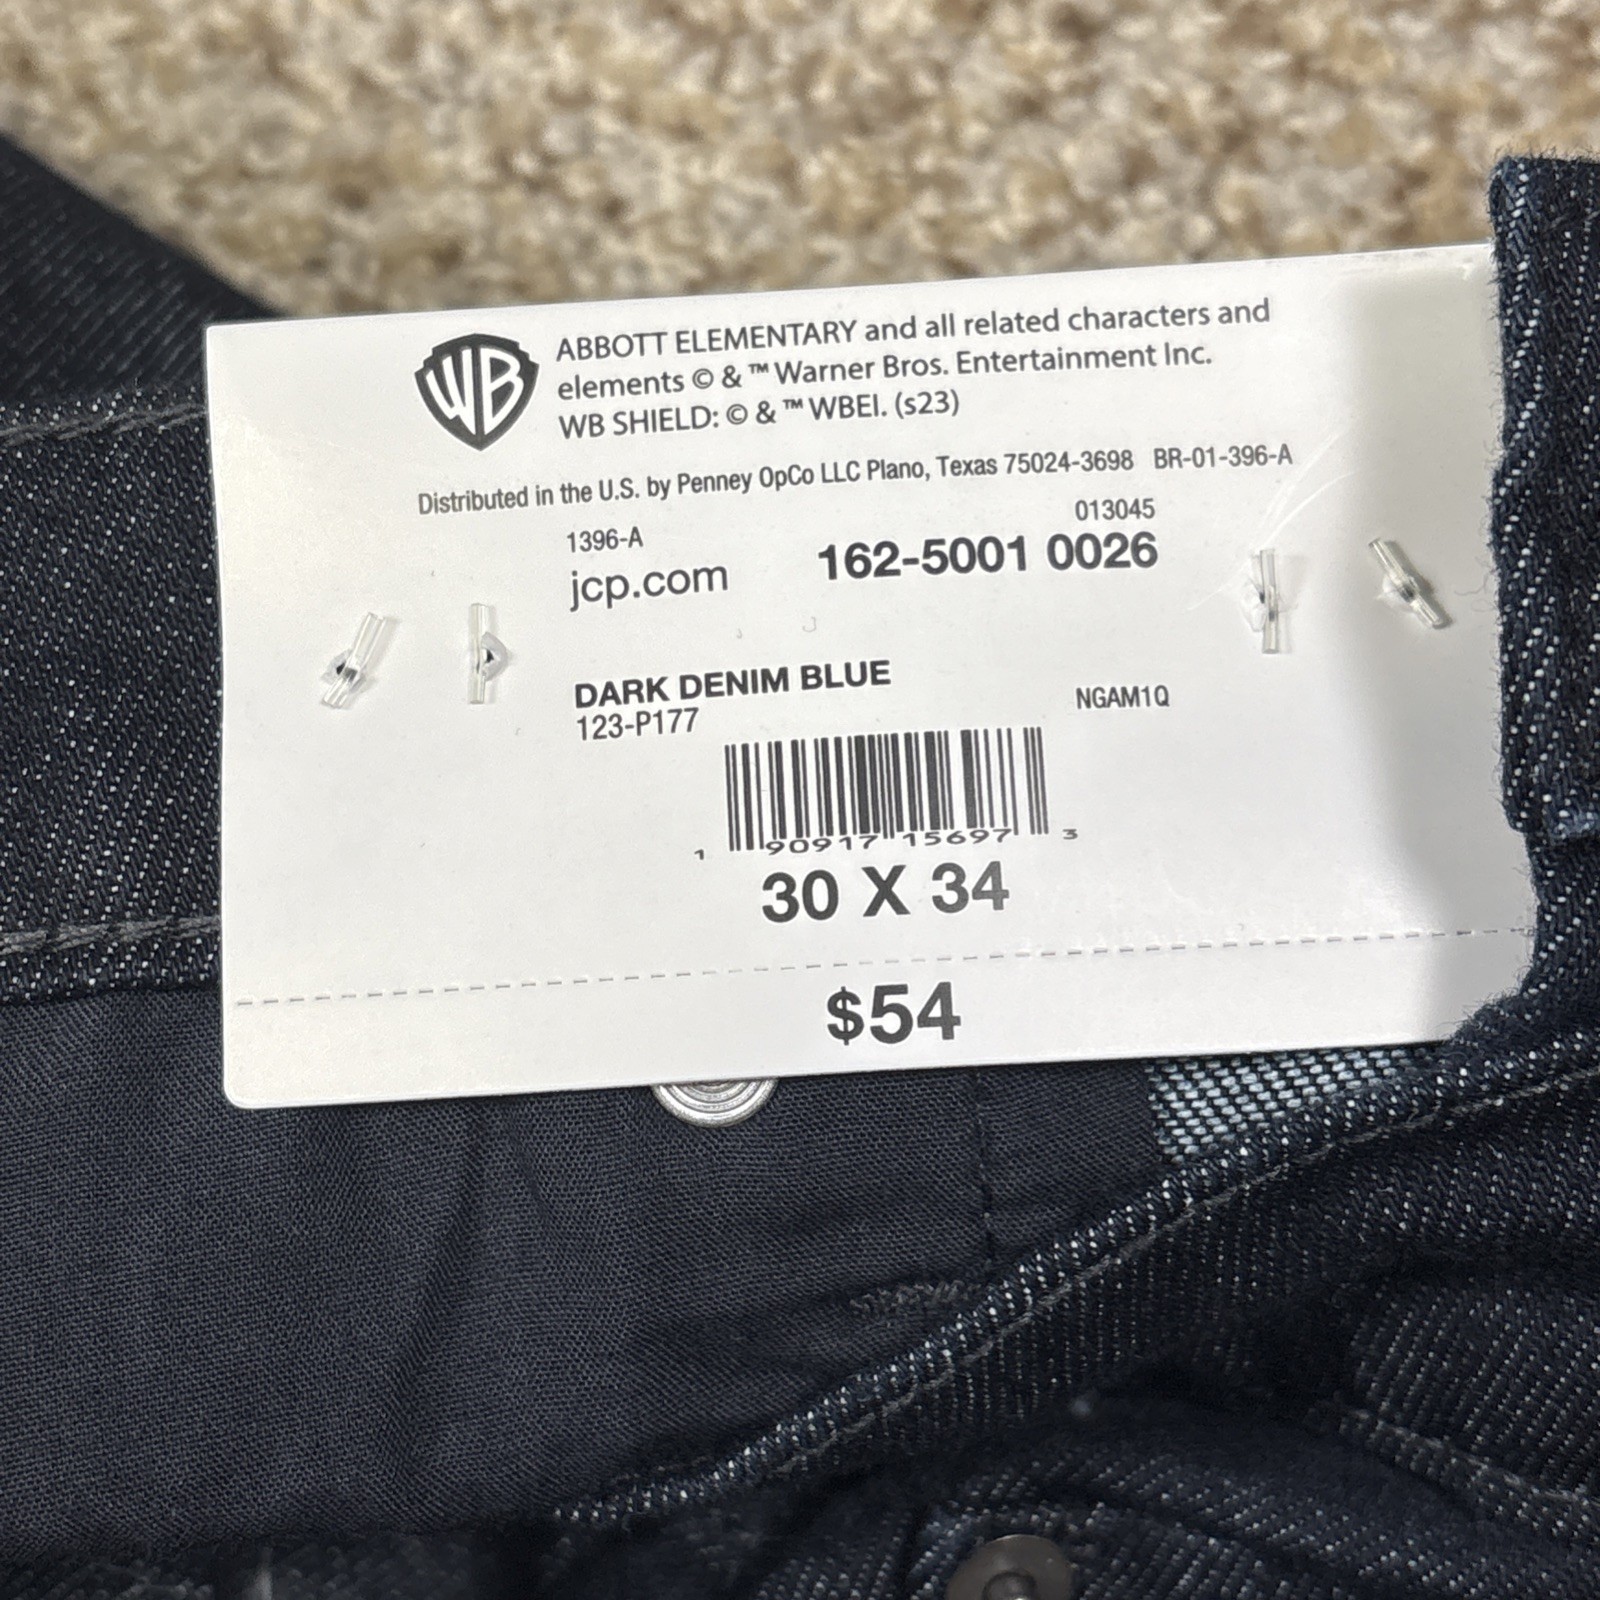 WB ABBOTT ELEMENTARY and all related characters and
elements © & ™ Warner Bros. Entertainment Inc.
WB SHIELD: © & ™ WBEI. (s23)
Distributed in the U.S. by Penney OpCo LLC Plano, Texas 75024-3698 BR-01-396-A
013045
1396-A
jcp.com 162-5001 0026
DARK DENIM BLUE
123-P177 NGAM1Q
1 90917 15697 3
30 X 34
$54